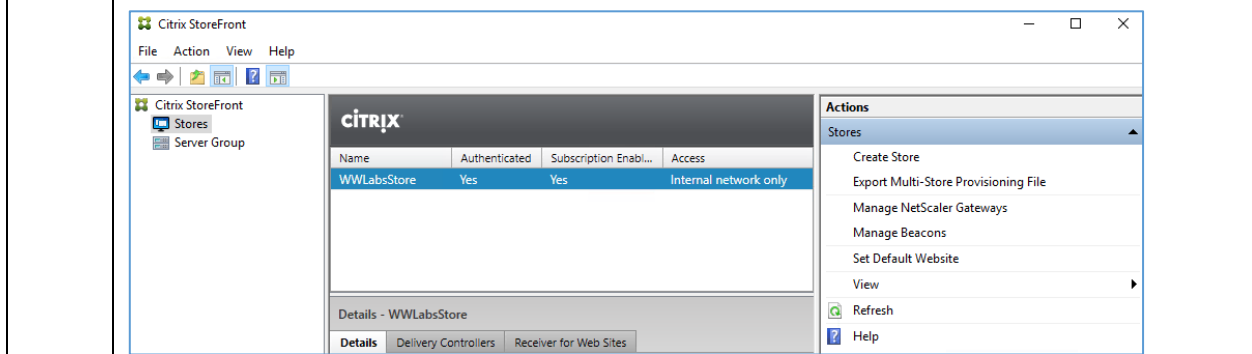 Citrix StoreFront
File Action View Help
Citrix StoreFront
Stores
Server Group
CİTRIX
Name Authenticated Subscription Enabl... Access
WWLabsStore Yes Yes Internal network only
Details - WWLabsStore
Details Delivery Controllers Receiver for Web Sites
Actions
Stores
Create Store
Export Multi-Store Provisioning File
Manage NetScaler Gateways
Manage Beacons
Set Default Website
View
Refresh
Help